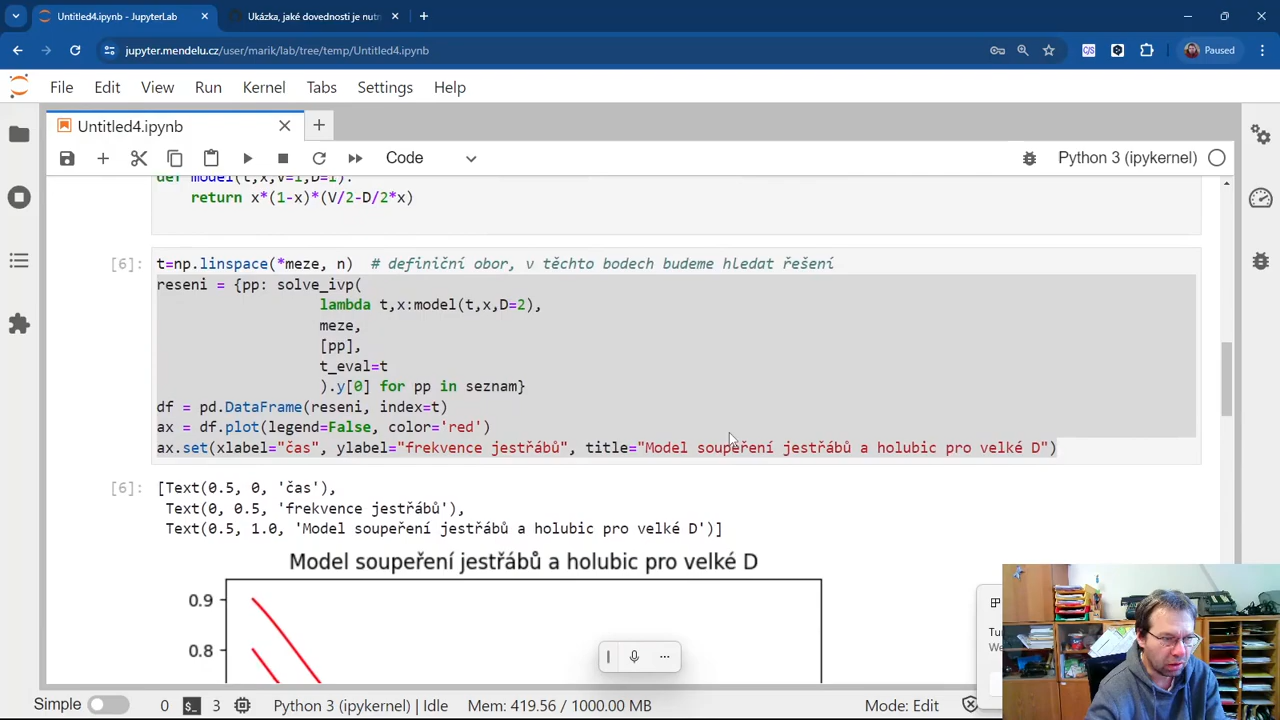 Untitled4.ipynb - JupyterLab
Ukázka, jaké dovednosti je nutn
jupyter.mendelu.cz/user/marik/lab/tree/temp/Untitled4.ipynb
Paused
File Edit View Run Kernel Tabs Settings Help
Untitled4.ipynb
Code
Python 3 (ipykernel)
def model(t,x,V=1,D=1):
return x*(1-x)*(V/2-D/2*x)
[6]: t=np.linspace(*meze, n)  # definiční obor, v těchto bodech budeme hledat řešení
reseni = {pp: solve_ivp(
lambda t,x:model(t,x,D=2),
meze,
[pp],
t_eval=t
).y[0] for pp in seznam}
df = pd.DataFrame(reseni, index=t)
ax = df.plot(legend=False, color='red')
ax.set(xlabel="čas", ylabel="frekvence jestřábů", title="Model soupeření jestřábů a holubic pro velké D")
[6]: [Text(0.5, 0, 'čas'),
Text(0, 0.5, 'frekvence jestřábů'),
Text(0.5, 1.0, 'Model soupeření jestřábů a holubic pro velké D')]
Model soupeření jestřábů a holubic pro velké D
0.9
0.8
Simple 0 $_ 3 Python 3 (ipykernel) | Idle Mem: 419.56 / 1000.00 MB Mode: Edit